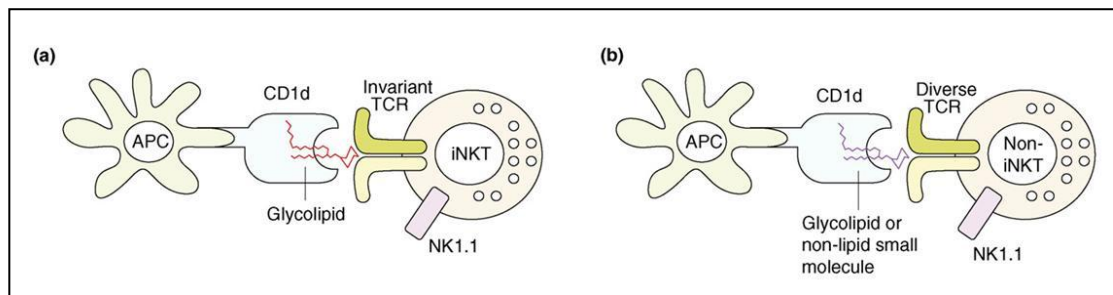 (a)
APC
CD1d
Glycolipid
Invariant
TCR
iNKT
NK1.1
(b)
APC
CD1d
Glycolipid or
non-lipid small
molecule
Diverse
TCR
Non-
iNKT
NK1.1